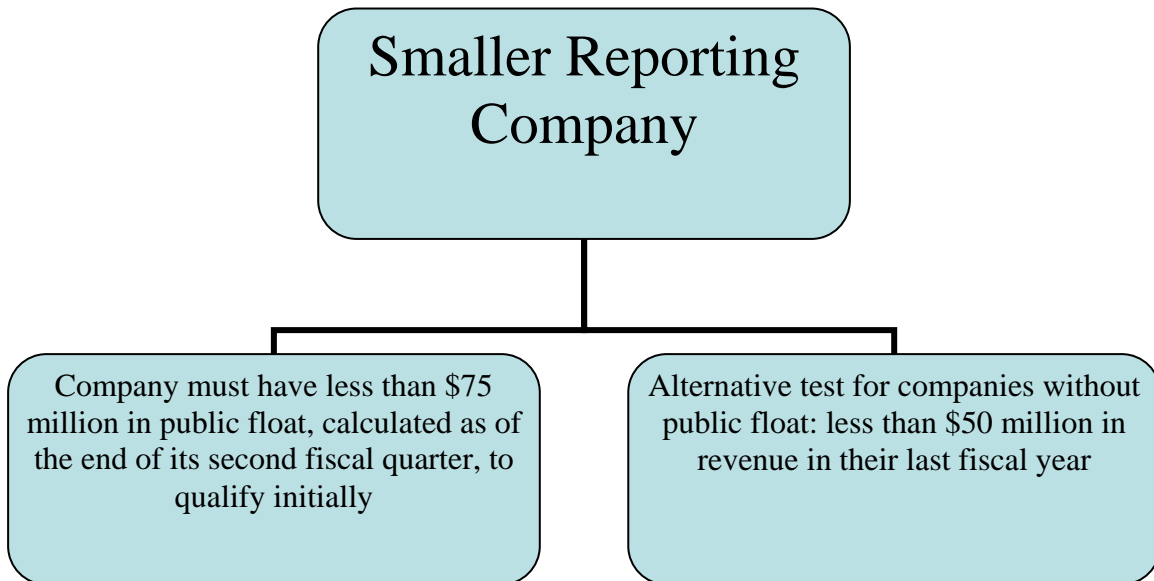 Smaller Reporting
Company
Company must have less than $75
million in public float, calculated as of
the end of its second fiscal quarter, to
qualify initially
Alternative test for companies without
public float: less than $50 million in
revenue in their last fiscal year